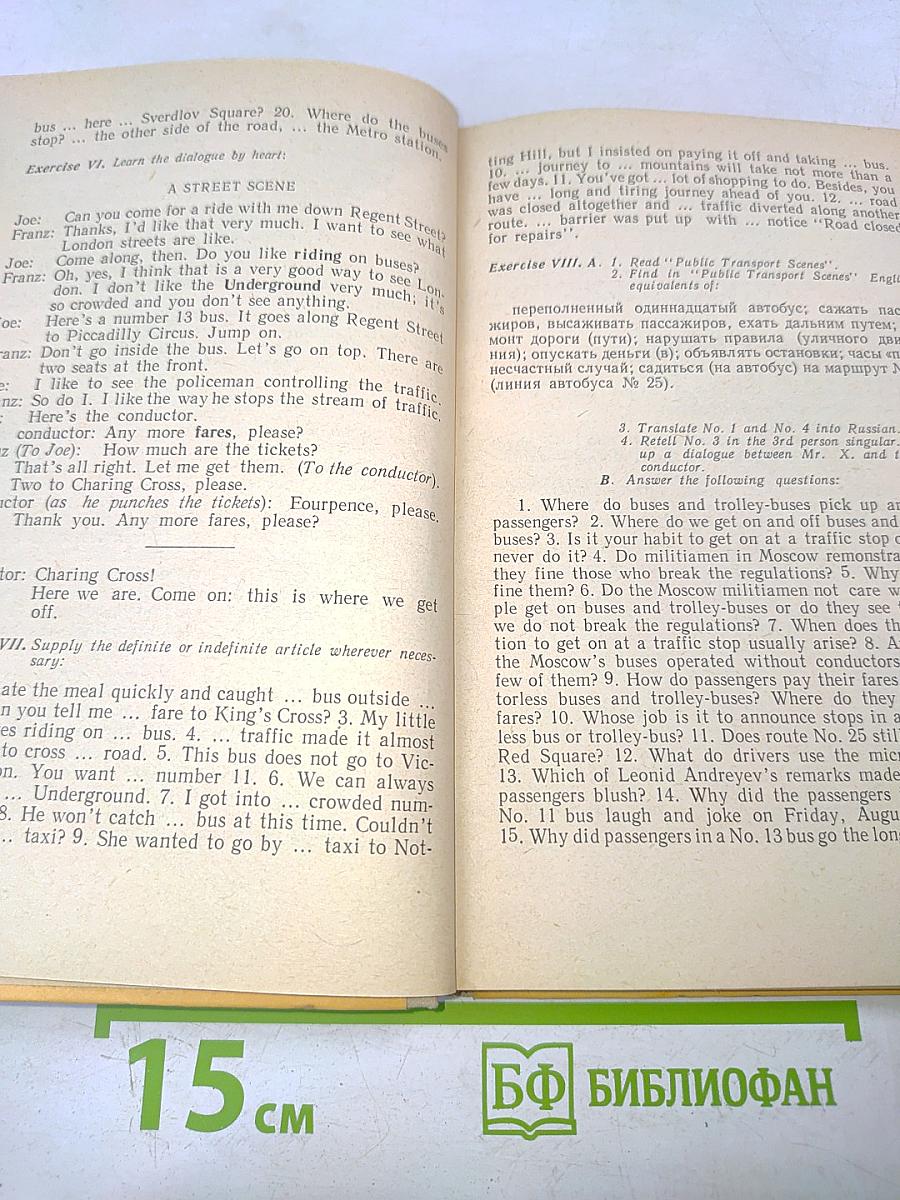 bus ... here ... Sverdlov Square? 20. Where do the buses
stop? ... the other side of the road, ... the Metro station.
Exercise VI. Learn the dialogue by heart:
A STREET SCENE
Joe: Can you come for a ride with me down Regent Street?
Franz: Thanks, I'd like that very much. I want to see what
London streets are like.
Joe: Come along, then. Do you like riding on buses?
Franz: Oh, yes, I think that is a very good way to see Lon-
don. I don't like the Underground very much; it's
so crowded and you don't see anything.
oe: Here's a number 13 bus. It goes along Regent Street
to Piccadilly Circus. Jump on.
ranz: Don't go inside the bus. Let's go on top. There are
two seats at the front.
e: I like to see the policeman controlling the traffic.
nz: So do I. I like the way he stops the stream of traffic.
: Here's the conductor.
conductor: Any more fares, please?
z (To Joe): How much are the tickets?
That's all right. Let me get them. (To the conductor).
Two to Charing Cross, please.
uctor (as he punches the tickets): Fourpence, please.
Thank you. Any more fares, please?
tor: Charing Cross!
Here we are. Come on: this is where we get
off.
VII. Supply the definite or indefinite article wherever neces-
sary:
ate the meal quickly and caught ... bus outside ...
n you tell me ... fare to King's Cross? 3. My little
es riding on ... bus. 4. ... traffic made it almost
to cross ... road. 5. This bus does not go to Vic-
on. You want ... number 11. 6. We can always
... Underground. 7. I got into ... crowded num-
8. He won't catch ... bus at this time. Couldn't
.. taxi? 9. She wanted to go by ... taxi to Not-
ting Hill, but I insisted on paying it off and taking ... bus.
10. ... journey to ... mountains will take not more than a
few days. 11. You've got ... lot of shopping to do. Besides, you
have ... long and tiring journey ahead of you. 12. ... road
was closed altogether and ... traffic diverted along another
route. ... barrier was put up with ... notice "Road closed
for repairs".
Exercise VIII. A. 1. Read "Public Transport Scenes".
2. Find in "Public Transport Scenes" Engli
equivalents of:
переполненный одиннадцатый автобус; сажать пас
жиров, высаживать пассажиров, ехать дальним путем;
монт дороги (пути); нарушать правила (уличного дви
ния); опускать деньги (в); объявлять остановки; часы «п
несчастный случай; садиться (на автобус) на маршрут №
(линия автобуса № 25).
3. Translate No. 1 and No. 4 into Russian.
4. Retell No. 3 in the 3rd person singular.
up a dialogue between Mr. X. and t
conductor.
B. Answer the following questions:
1. Where do buses and trolley-buses pick up an
passengers? 2. Where do we get on and off buses and
buses? 3. Is it your habit to get on at a traffic stop o
never do it? 4. Do militiamen in Moscow remonstra
they fine those who break the regulations? 5. Why
fine them? 6. Do the Moscow militiamen not care w
ple get on buses and trolley-buses or do they see t
we do not break the regulations? 7. When does th
tion to get on at a traffic stop usually arise? 8. A
the Moscow's buses operated without conductors
few of them? 9. How do passengers pay their fares
torless buses and trolley-buses? Where do they
fares? 10. Whose job is it to announce stops in a
less bus or trolley-bus? 11. Does route No. 25 still
Red Square? 12. What do drivers use the micr
13. Which of Leonid Andreyev's remarks made
passengers blush? 14. Why did the passengers
No. 11 bus laugh and joke on Friday, Augu
15. Why did passengers in a No. 13 bus go the lon
15 см
БФ БИБЛИОФАН